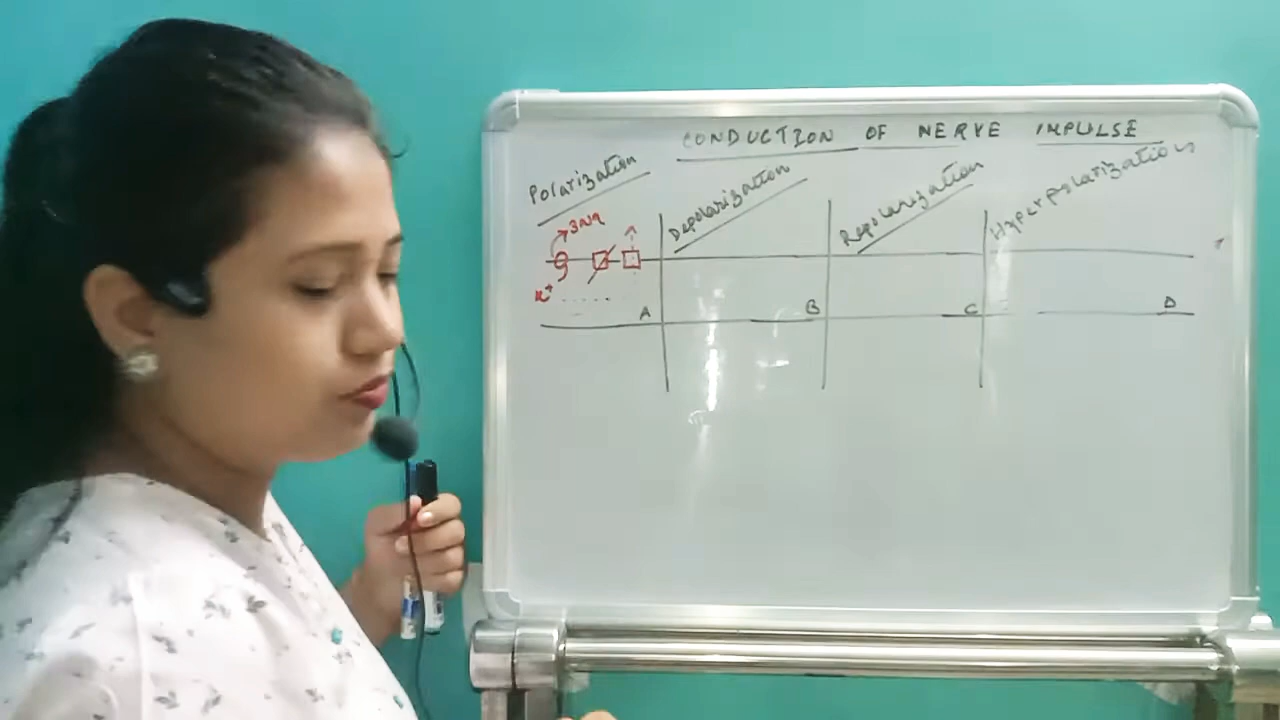 CONDUCTION OF NERVE IMPULSE
Polarization
Depolarization
Repolarization
Hyperpolarization
3Na
K+
A
B
C
D